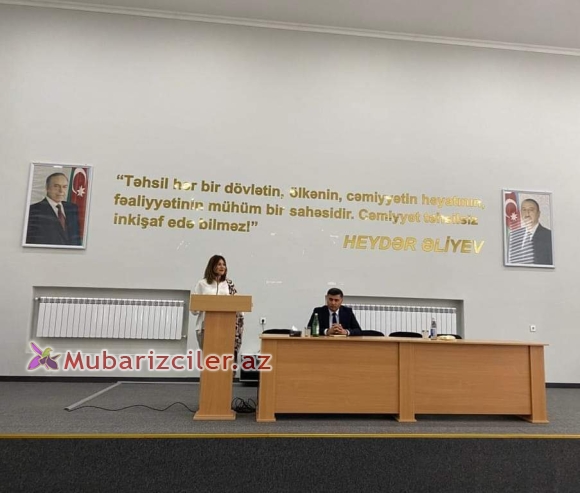 “Təhsil hər bir dövlətin, ölkənin, cəmiyyətin həyatının,
fəaliyyətinin mühüm bir sahəsidir. Cəmiyyət təhsilsiz
inkişaf edə bilməz!”
HEYDƏR ƏLİYEV
Mubarizciler.az